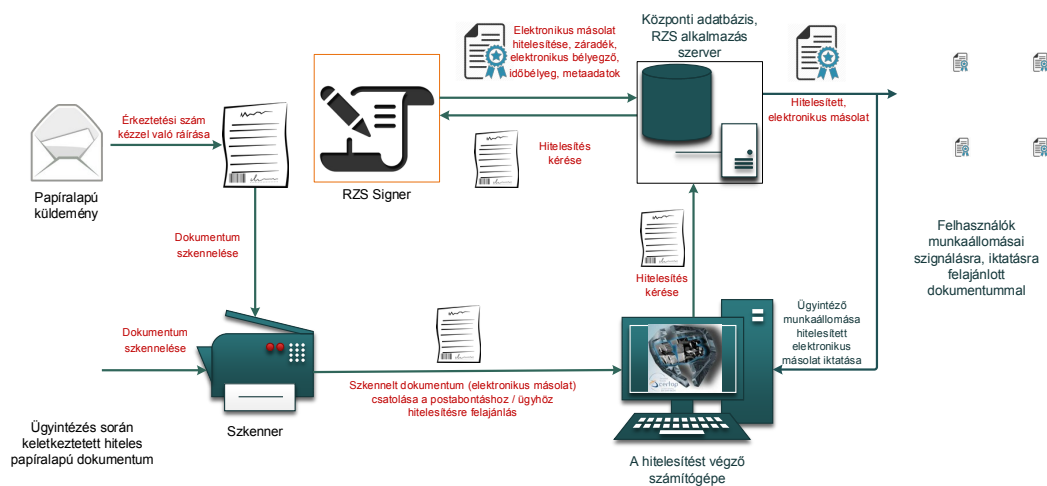 Központi adatbázis,
RZS alkalmazás
szerver
Elektronikus másolat
hitelesítése, záradék,
elektronikus bélyegző,
időbélyeg, metaadatok
Érkeztetési szám
kézzel való ráírása
Hitelesített,
elektronikus másolat
Hitelesítés
kérése
Papíralapú
küldemény
RZS Signer
Dokumentum
szkennelése
Hitelesítés
kérése
Felhasználók
munkaállomásai
szignálásra, iktatásra
felajánlott
dokumentummal
Dokumentum
szkennelése
Ügyintéző
munkaállomása
hitelesített
elektronikus
másolat iktatása
Szkennelt dokumentum (elektronikus másolat)
csatolása a postabontáshoz / ügyhöz
hitelesítésre felajánlás
certop
Ügyintézés során
keletkeztetett hiteles
papíralapú dokumentum
Szkenner
A hitelesítést végző
számítógépe